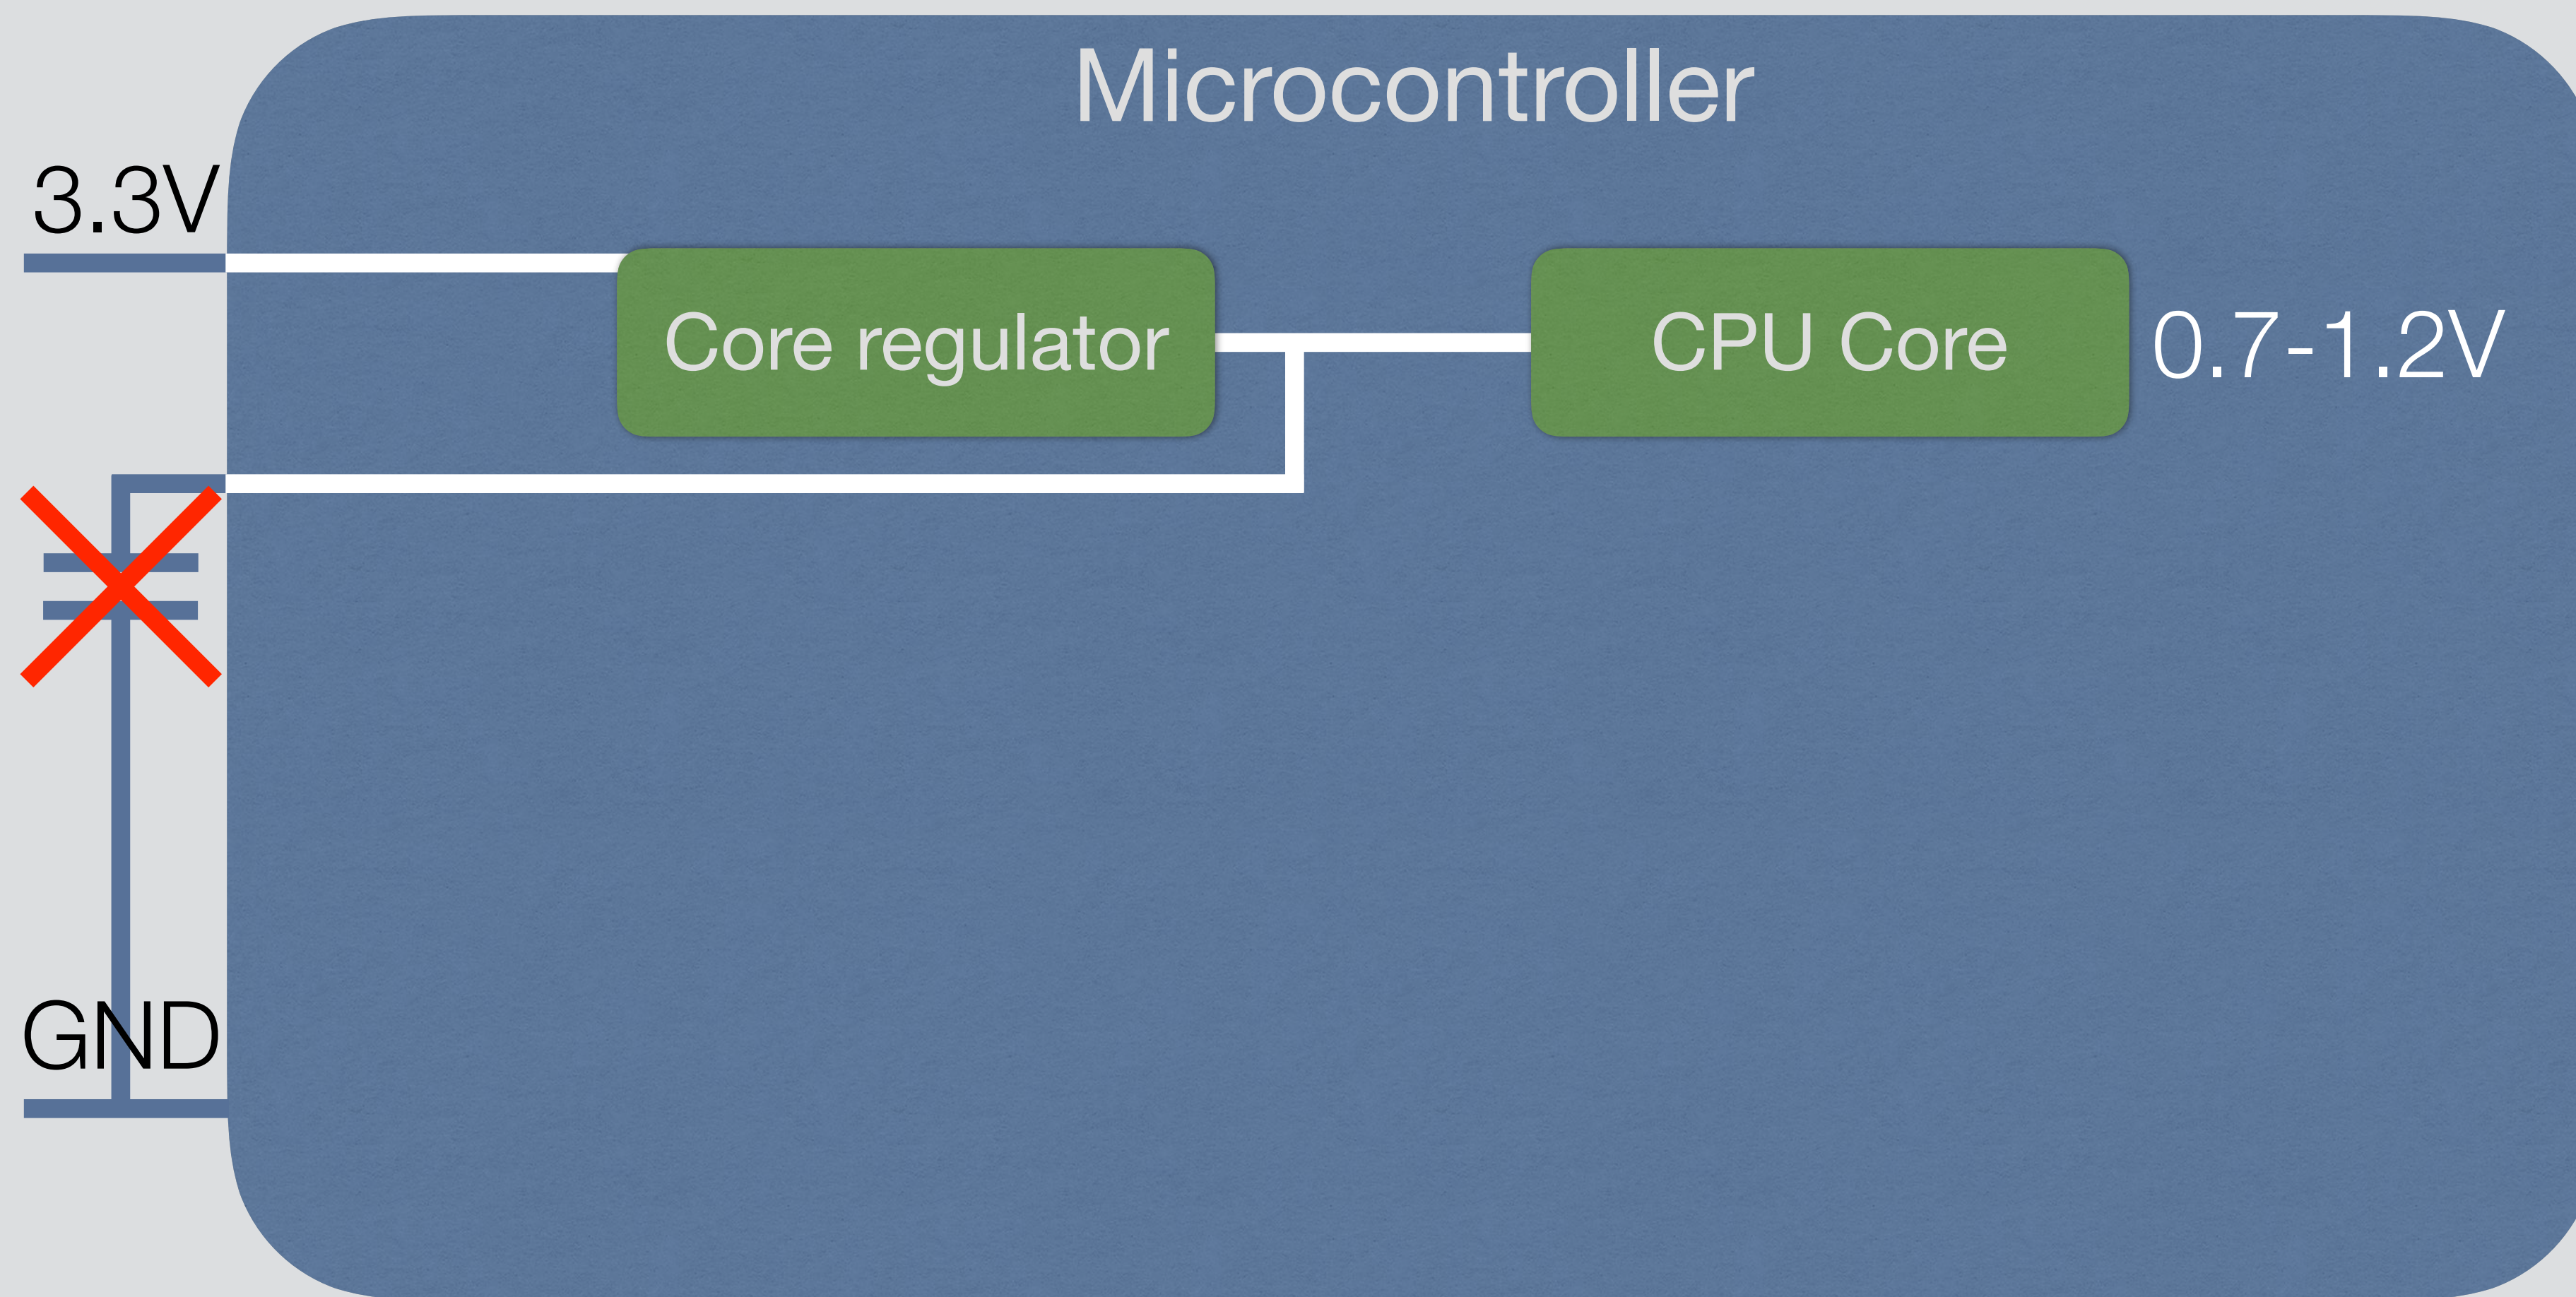 Microcontroller
3.3V
Core regulator
CPU Core
0.7-1.2V
GND